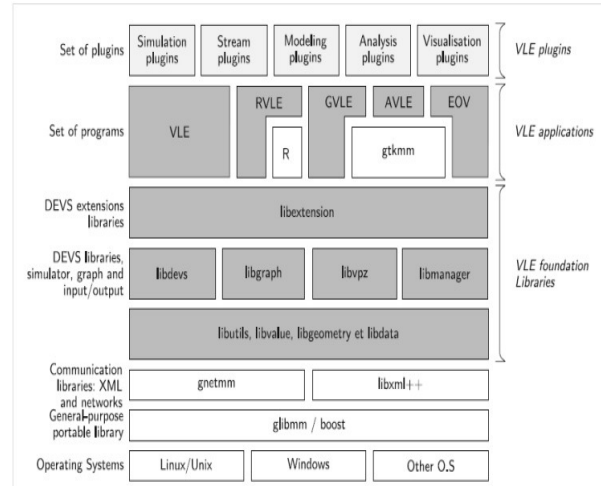 Set of plugins
Simulation plugins
Stream plugins
Modeling plugins
Analysis plugins
Visualisation plugins
VLE plugins
Set of programs
VLE
RVLE
GVLE
AVLE
EOV
R
gtkmm
VLE applications
DEVS extensions
libraries
libextension
DEVS libraries,
simulator, graph and
input/output
libdevs
libgraph
libvpz
libmanager
VLE foundation
Libraries
libutils, libvalue, libgeometry et libdata
Communication
libraries: XML
and networks
gnetmm
libxml++
General-purpose
portable library
glibmm / boost
Operating Systems
Linux/Unix
Windows
Other O.S